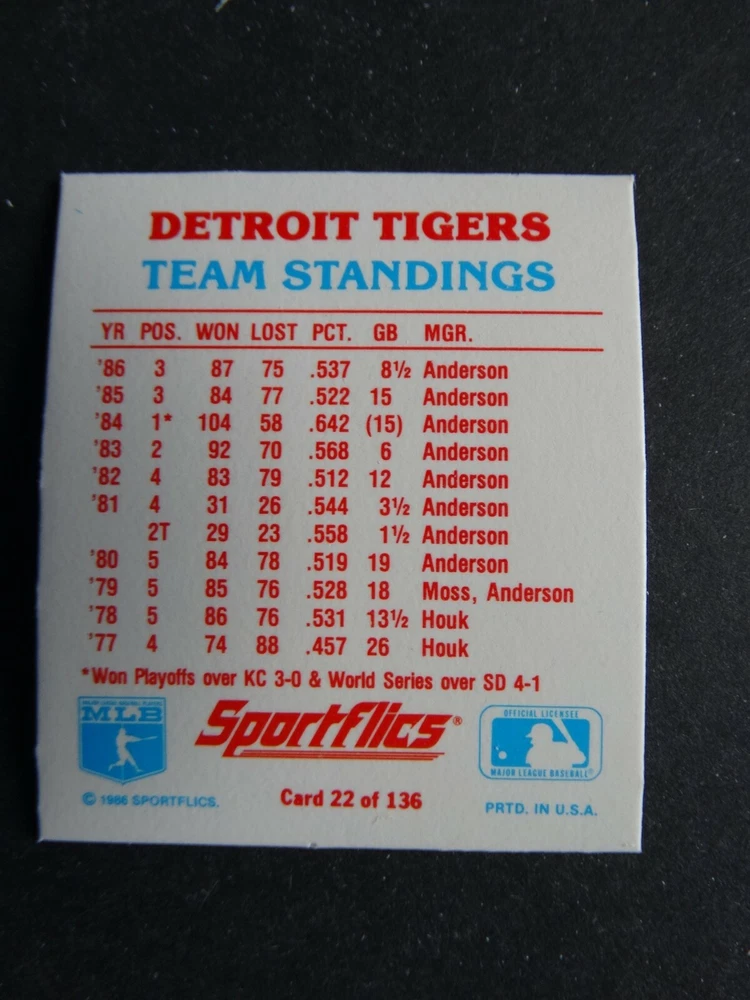 DETROIT TIGERS
TEAM STANDINGS
YR POS. WON LOST PCT. GB MGR.
'86 3 87 75 .537 8½ Anderson
'85 3 84 77 .522 15 Anderson
'84 1* 104 58 .642 (15) Anderson
'83 2 92 70 .568 6 Anderson
'82 4 83 79 .512 12 Anderson
'81 4 31 26 .544 3½ Anderson
2T 29 23 .558 1½ Anderson
'80 5 84 78 .519 19 Anderson
'79 5 85 76 .528 18 Moss, Anderson
'78 5 86 76 .531 13½ Houk
'77 4 74 88 .457 26 Houk
*Won Playoffs over KC 3-0 & World Series over SD 4-1
MLB
Sportflics®
OFFICIAL LICENSEE
MAJOR LEAGUE BASEBALL®
© 1986 SPORTFLICS.
Card 22 of 136
PRTD. IN U.S.A.